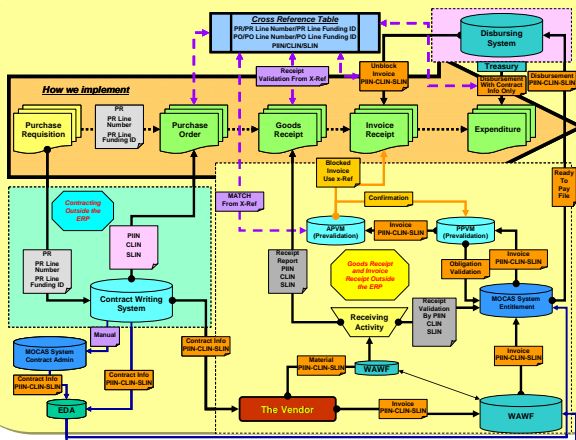 Cross Reference Table
PR/PR Line Number/PR Line Funding ID
PO/PO Line Number/PO Line Funding ID
PIIN/CLIN/SLIN
Disbursing
System
Treasury
Receipt
Validation From X-Ref
Unblock
Invoice
PIIN-CLIN-SLIN
Disbursement
With Contract
Info Only
Disbursement
PIIN-CLIN-SLIN
How we implement
PR
PR Line
Number
PR Line
Funding ID
Purchase
Requisition
Purchase
Order
Goods
Receipt
Invoice
Receipt
Expenditure
Blocked
Invoice
Use x-Ref
Ready
To
Pay
File
Contracting
Outside the
ERP
MATCH
From X-Ref
Confirmation
PIIN
CLIN
SLIN
APVM
(Prevalidation)
Invoice
PIIN-CLIN-SLIN
PPVM
(Prevalidation)
PR
PR Line
Number
PR Line
Funding ID
Receipt
Report
PIIN
CLIN
SLIN
Goods Receipt
and Invoice
Receipt Outside
the ERP
Obligation
Validation
Invoice
PIIN-CLIN-SLIN
Contract Writing
System
Receipt
Validation
By PIIN
CLIN
SLIN
MOCAS System
Entitlement
Receiving
Activity
Manual
MOCAS System
Contract Admin
Contract Info
PIIN-CLIN-SLIN
Material
PIIN-CLIN-SLIN
WAWF
Invoice
PIIN-CLIN-SLIN
Contract Info
PIIN-CLIN-SLIN
Contract Info
PIIN-CLIN-SLIN
EDA
The Vendor
Invoice
PIIN-CLIN-SLIN
WAWF